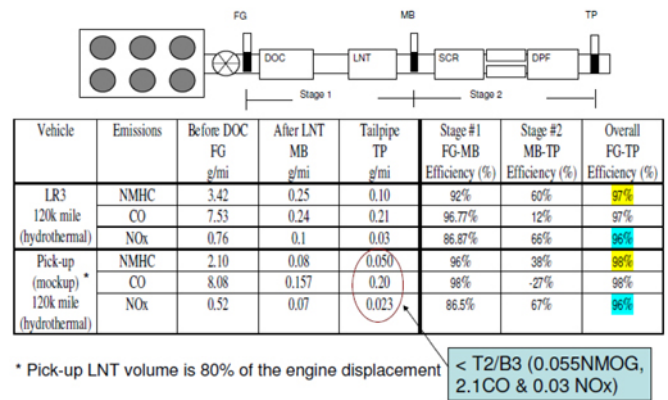 FG MB TP
DOC LNT SCR DPF
Stage 1 Stage 2
Vehicle Emissions Before DOC After LNT Tailpipe Stage #1 Stage #2 Overall
FG MB TP FG-MB MB-TP FG-TP
g/mi g/mi g/mi Efficiency (%) Efficiency (%) Efficiency (%)
LR3 NMHC 3.42 0.25 0.10 92% 60% 97%
120k mile CO 7.53 0.24 0.21 96.77% 12% 97%
(hydrothermal) NOx 0.76 0.1 0.03 86.87% 66% 96%
Pick-up NMHC 2.10 0.08 0.050 96% 38% 98%
(mockup) * CO 8.08 0.157 0.20 98% -27% 98%
120k mile NOx 0.52 0.07 0.023 86.5% 67% 96%
(hydrothermal)
* Pick-up LNT volume is 80% of the engine displacement
< T2/B3 (0.055NMOG,
2.1CO & 0.03 NOx)